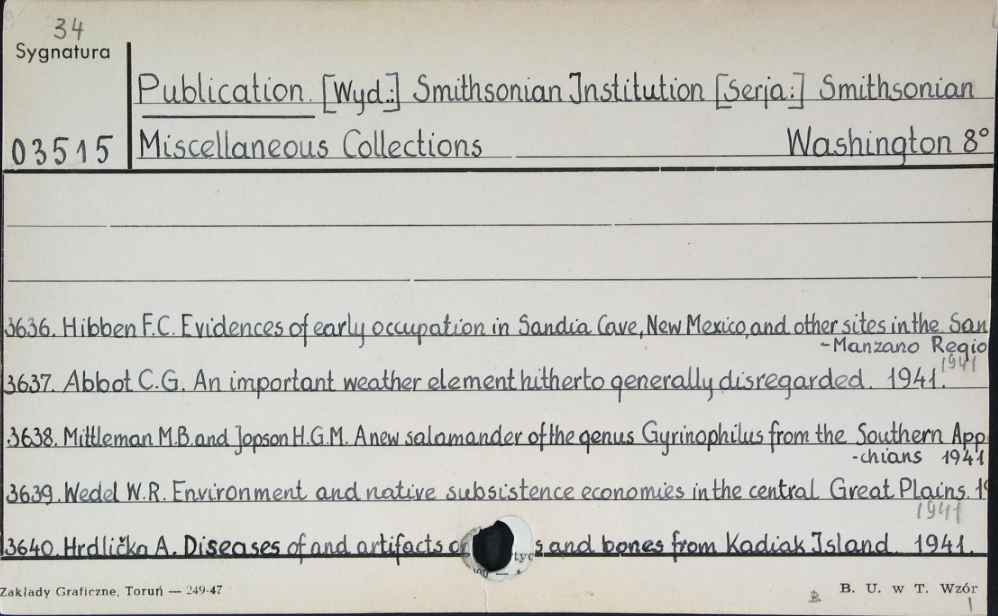 34
Sygnatura
Publication. [Wyd.:] Smithsonian Institution [Serja:] Smithsonian
03515 Miscellaneous Collections Washington 8°
3636. Hibben F.C. Evidences of early occupation in Sandia Cave, New Mexico, and other sites in the San
-Manzano Regio
1941
3637. Abbot C.G. An important weather element hitherto generally disregarded. 1941.
3638. Mittleman M.B. and Jopson H.G.M. A new salamander of the genus Gyrinophilus from the Southern App
-chians 1941
3639. Wedel W.R. Environment and native subsistence economies in the central Great Plains. 19
1941
3640. Hrdlička A. Diseases of and artifacts o s and bones from Kadiak Island. 1941.
Zakłady Graficzne, Toruń — 249-47 B. U. w T. Wzór